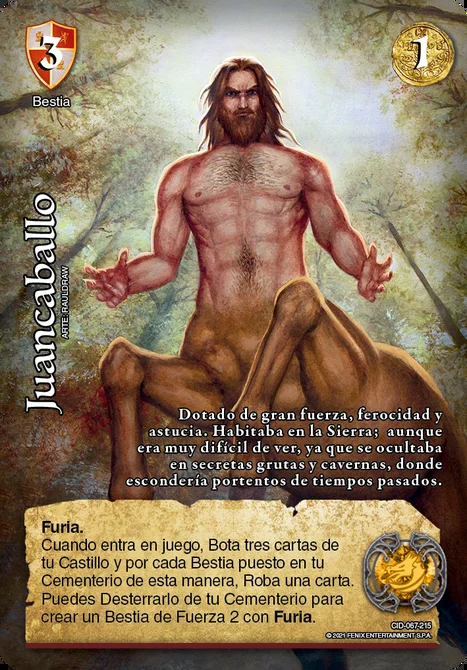 3
1
Bestia
Juancaballo
ARTE: RAULDRAW
Dotado de gran fuerza, ferocidad y
astucia. Habitaba en la Sierra; aunque
era muy difícil de ver, ya que se ocultaba
en secretas grutas y cavernas, donde
escondería portentos de tiempos pasados.
Furia.
Cuando entra en juego, Bota tres cartas de
tu Castillo y por cada Bestia puesto en tu
Cementerio de esta manera, Roba una carta.
Puedes Desterrarlo de tu Cementerio para
crear un Bestia de Fuerza 2 con Furia.
CID-067-215
©2021 FENIX ENTERTAINMENT S.P.A.